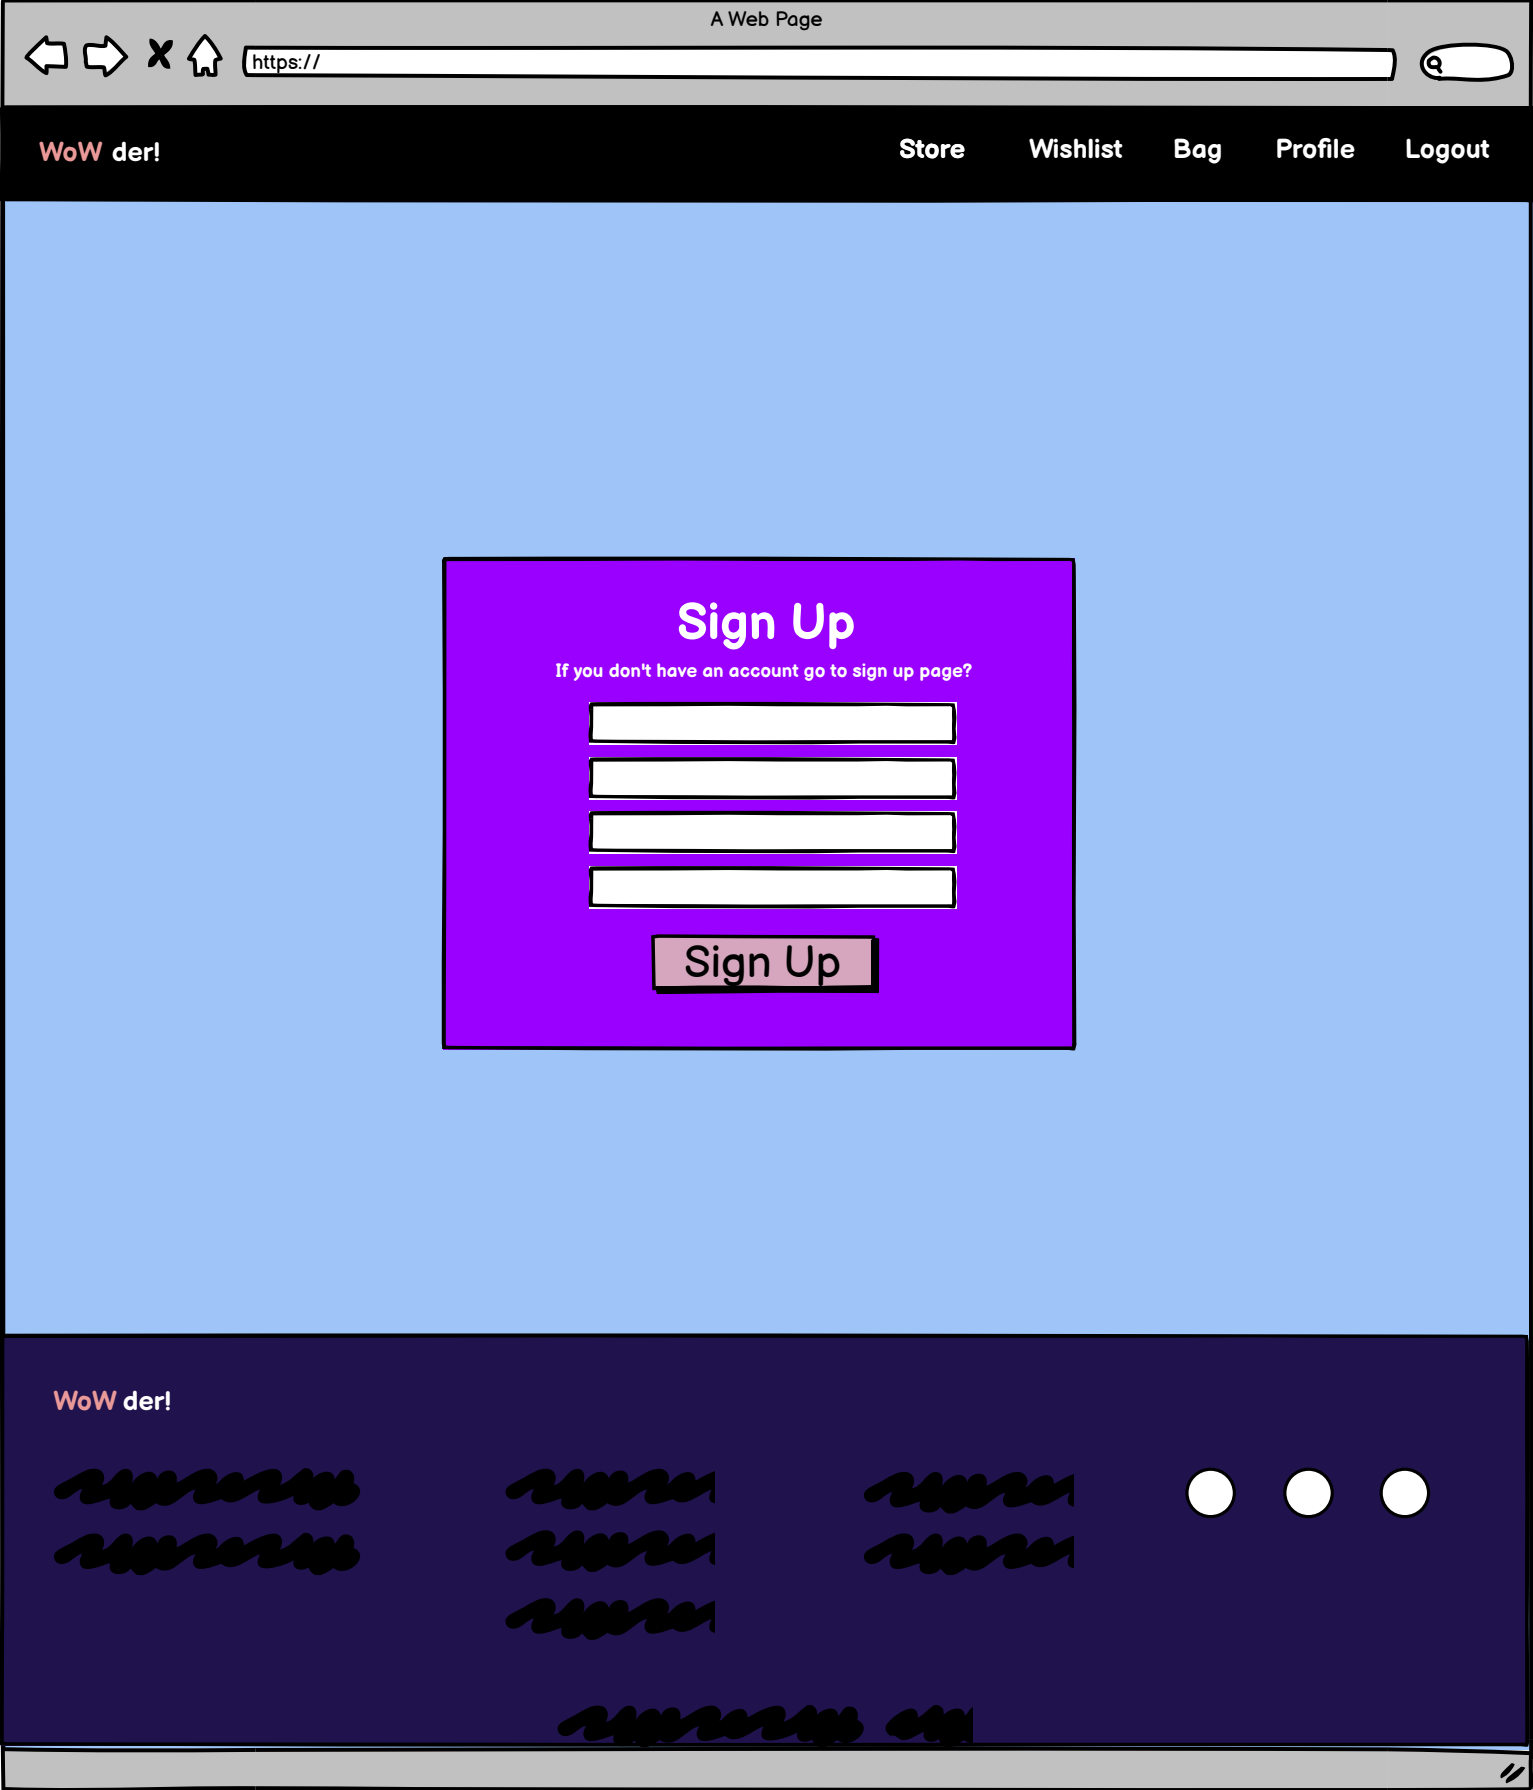 A Web Page
https://
WoW der!
Store Wishlist Bag Profile Logout
Sign Up
If you don't have an account go to sign up page?
Sign Up
WoW der!